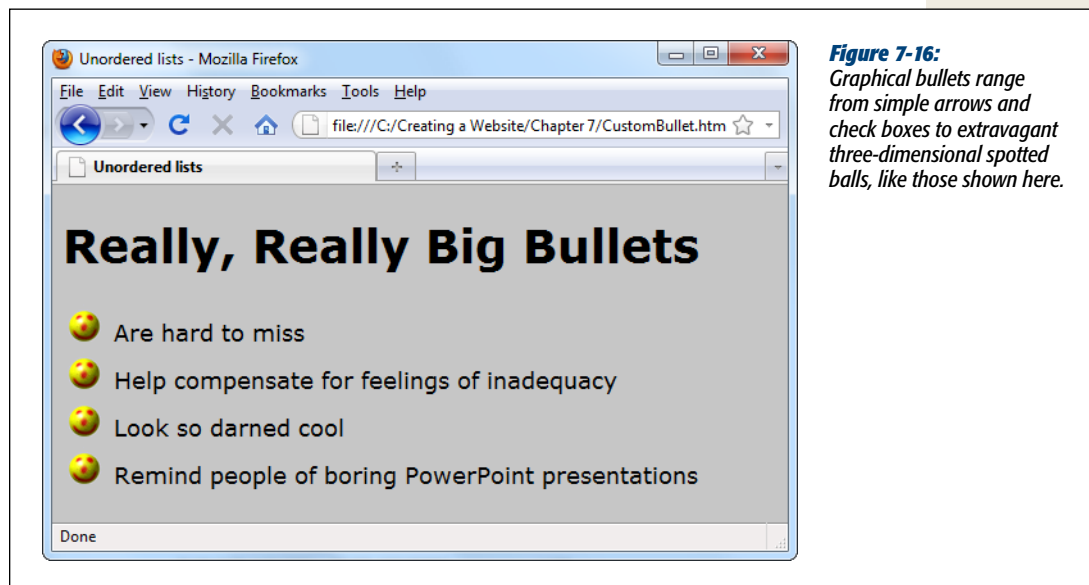 Unordered lists - Mozilla Firefox
File Edit View History Bookmarks Tools Help
file:///C:/Creating a Website/Chapter 7/CustomBullet.htm
Unordered lists
Really, Really Big Bullets
Are hard to miss
Help compensate for feelings of inadequacy
Look so darned cool
Remind people of boring PowerPoint presentations
Done
Figure 7-16:
Graphical bullets range
from simple arrows and
check boxes to extravagant
three-dimensional spotted
balls, like those shown here.